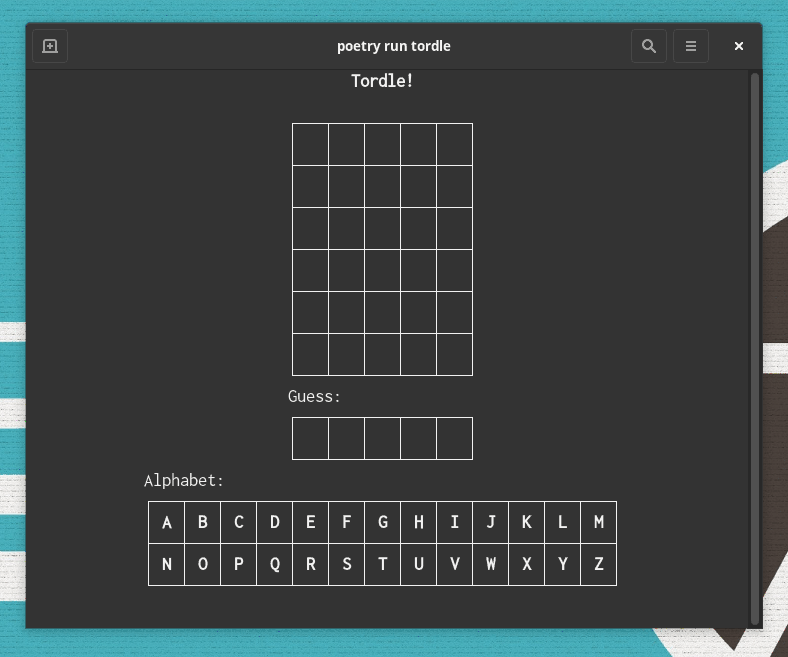 poetry run tordle
Tordle!
Guess:
Alphabet:
A B C D E F G H I J K L M
N O P Q R S T U V W X Y Z